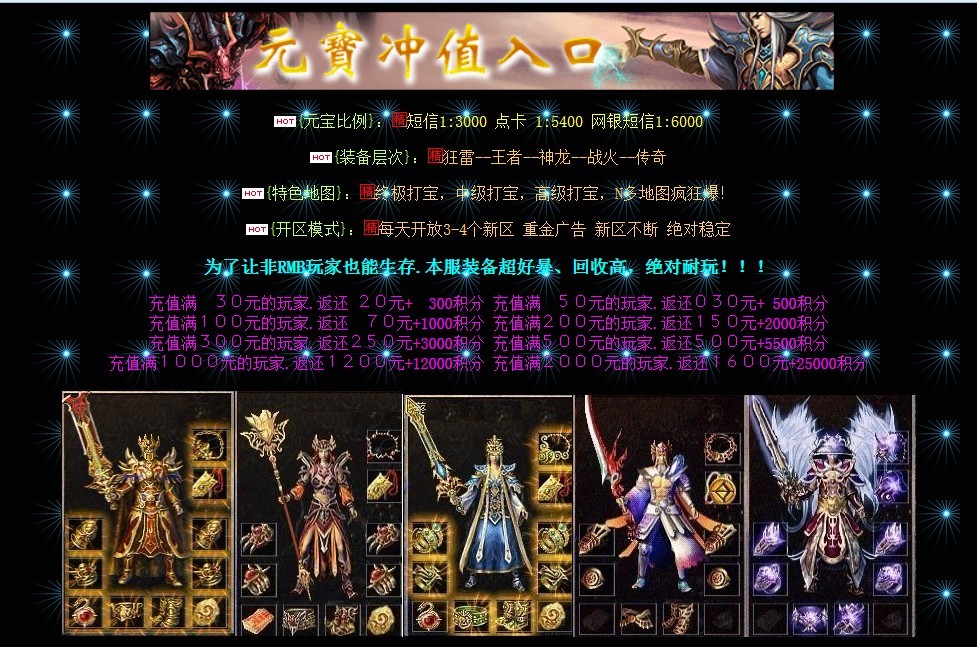 元寶冲值入口
HOT{元宝比例}：精短信1:3000 点卡 1:5400 网银短信1:6000
HOT{装备层次}：精狂雷--王者--神龙--战火--传奇
HOT{特色地图}：精终极打宝，中级打宝，高级打宝，N多地图疯狂爆！
HOT{开区模式}：精每天开放3-4个新区 重金广告 新区不断 绝对稳定
为了让非RMB玩家也能生存.本服装备超好暴、回收高，绝对耐玩！！！
充值满　３０元的玩家.返还 ２０元+　300积分 充值满　５０元的玩家.返还０３０元+ 500积分
充值满１００元的玩家.返还　７０元+1000积分 充值满２００元的玩家.返还１５０元+2000积分
充值满３００元的玩家.返还２５０元+3000积分 充值满５００元的玩家.返还５００元+5500积分
充值满１０００元的玩家.返还１２００元+12000积分 充值满２０００元的玩家.返还１６００元+25000积分